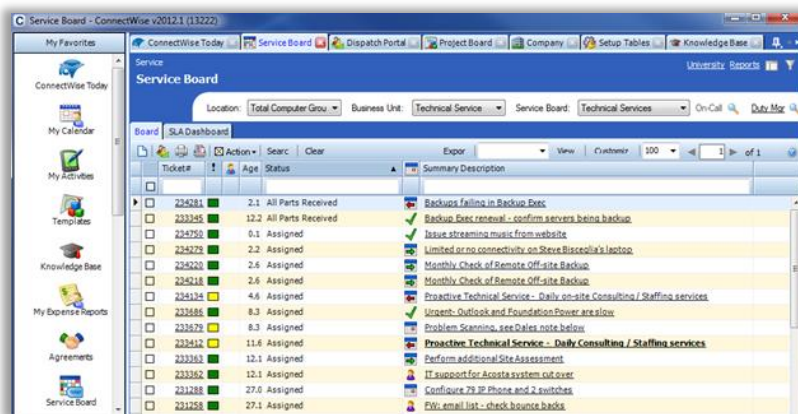 Service Board - ConnectWise v2012.1 (13222)
My Favorites
ConnectWise Today
My Calendar
My Activities
Templates
Knowledge Base
My Expense Reports
Agreements
Service Board
ConnectWise Today Service Board Dispatch Portal Project Board Company Setup Tables Knowledge Base
Service
University Reports
Service Board
Location: Total Computer Grou Business Unit: Technical Service Service Board: Technical Services On-Call Duty Mgr
Board SLA Dashboard
Action Searc Clear Expor View Customiz 100 1 of 1
Ticket# ! Age Status Summary Description
234281 2.1 All Parts Received Backups failing in Backup Exec
233345 12.2 All Parts Received Backup Exec renewal - confirm servers being backup
234750 0.1 Assigned Issue streaming music from website
234279 2.2 Assigned Limited or no connectivity on Steve Bisceglia's laptop
234220 2.6 Assigned Monthly Check of Remote Off-site Backup
234218 2.6 Assigned Monthly Check of Remote Off-site Backup
234134 4.6 Assigned Proactive Technical Service - Daily on-site Consulting / Staffing services
233686 8.3 Assigned Urgent- Outlook and Foundation Power are slow
233679 8.3 Assigned Problem Scanning, see Dales note below
233412 11.6 Assigned Proactive Technical Service - Daily Consulting / Staffing services
233363 12.1 Assigned Perform additional Site Assessment
233362 12.1 Assigned IT support for Acosta system cut over
231288 27.0 Assigned Configure 79 IP Phone and 2 switches
231258 27.1 Assigned FW: email list - check bounce backs